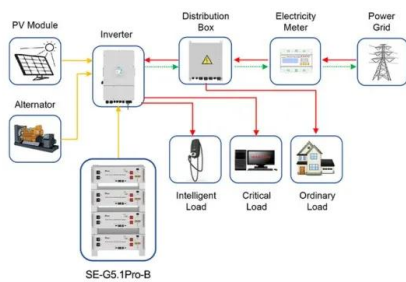 PV Module
Inverter
Distribution
Box
Electricity
Meter
Power
Grid
Alternator
Intelligent
Load
Critical
Load
Ordinary
Load
SE-G5.1Pro-B